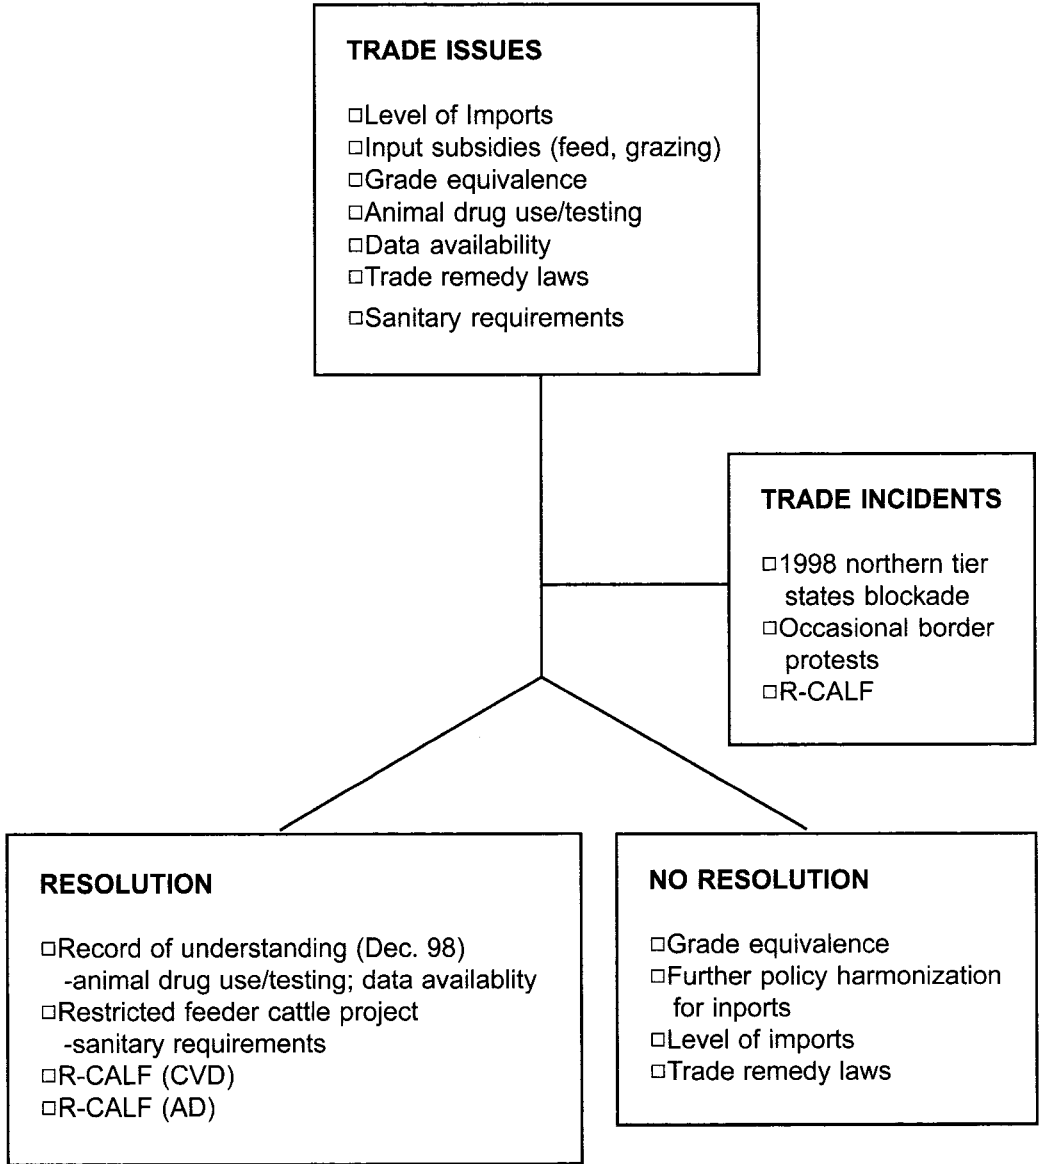 TRADE ISSUES
□Level of Imports
□Input subsidies (feed, grazing)
□Grade equivalence
□Animal drug use/testing
□Data availability
□Trade remedy laws
□Sanitary requirements
TRADE INCIDENTS
□1998 northern tier
states blockade
□Occasional border
protests
□R-CALF
RESOLUTION
□Record of understanding (Dec. 98)
-animal drug use/testing; data availablity
□Restricted feeder cattle project
-sanitary requirements
□R-CALF (CVD)
□R-CALF (AD)
NO RESOLUTION
□Grade equivalence
□Further policy harmonization
for inports
□Level of imports
□Trade remedy laws